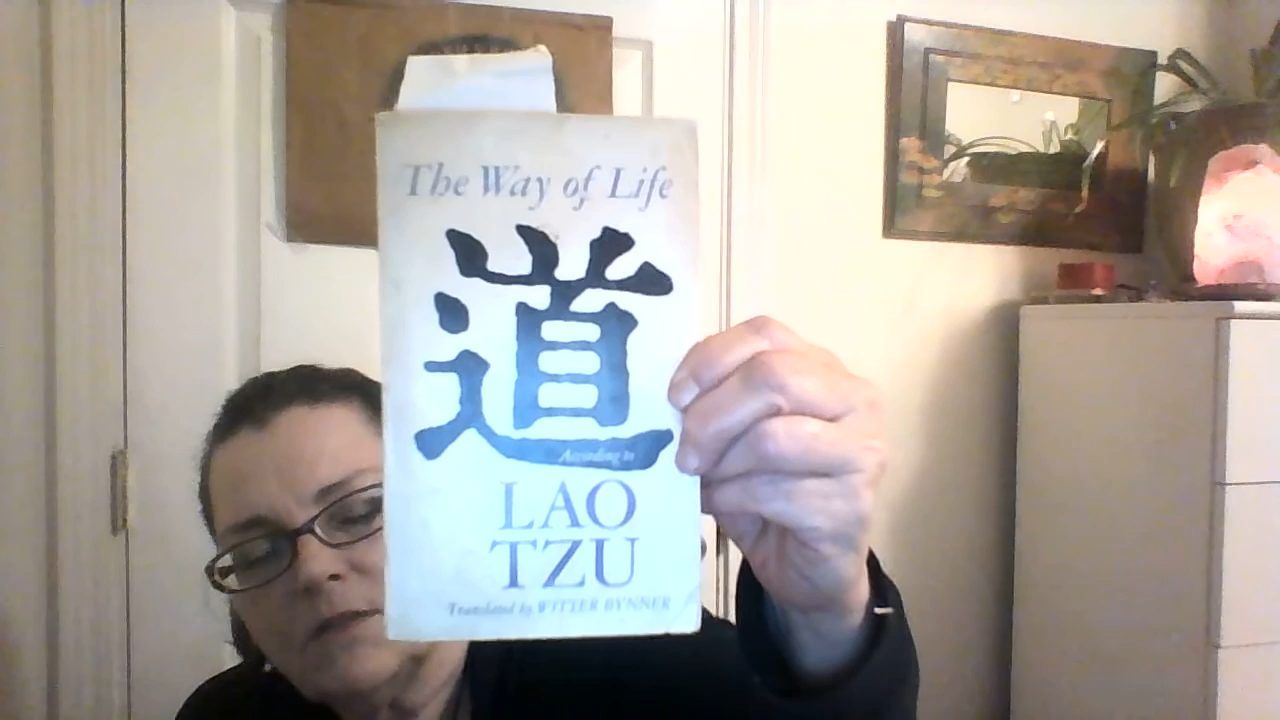 The Way of Life
道
According to
LAO
TZU
Translated by WITTER BYNNER